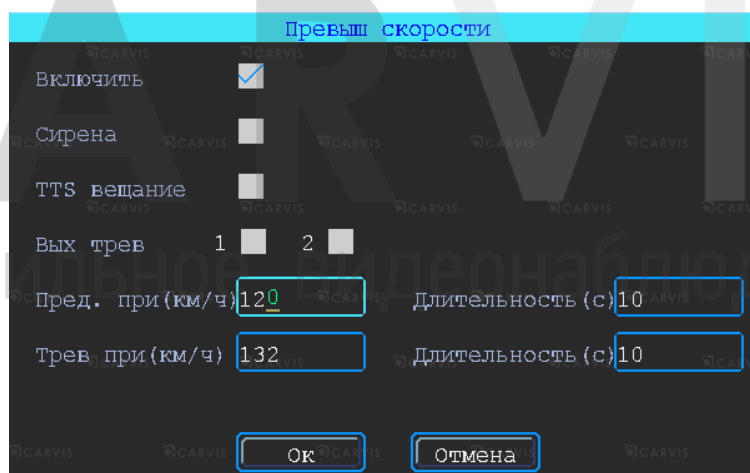 Превыш скорости
Включить
Сирена
TTS вещание
Вых трев 1 2
Пред. при(км/ч) 120 Длительность(с) 10
Трев при(км/ч) 132 Длительность(с) 10
Ок Отмена
CARVIS